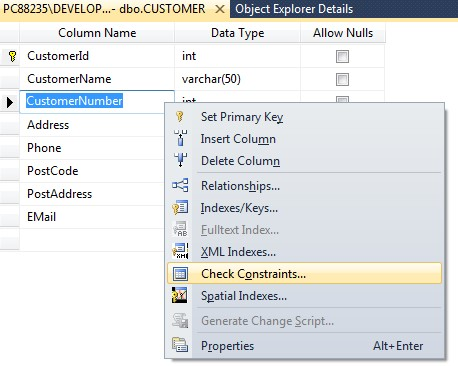 PC88235\DEVELOP...- dbo.CUSTOMER Object Explorer Details
Column Name Data Type Allow Nulls
CustomerId int
CustomerName varchar(50)
CustomerNumber int
Address
Phone
PostCode
PostAddress
EMail
Set Primary Key
Insert Column
Delete Column
Relationships...
Indexes/Keys...
Fulltext Index...
XML Indexes...
Check Constraints...
Spatial Indexes...
Generate Change Script...
Properties Alt+Enter